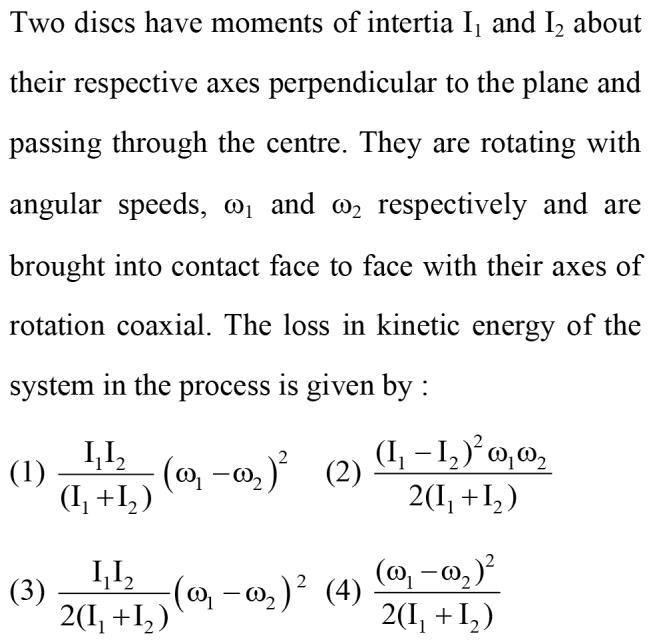 Two discs have moments of intertia I₁ and I₂ about
their respective axes perpendicular to the plane and
passing through the centre. They are rotating with
angular speeds, ω₁ and ω₂ respectively and are
brought into contact face to face with their axes of
rotation coaxial. The loss in kinetic energy of the
system in the process is given by :
(1) I₁I₂/(I₁+I₂) (ω₁ −ω₂)² (2) (I₁ − I₂)² ω₁ω₂/2(I₁+I₂)
(3) I₁I₂/2(I₁+I₂) (ω₁ − ω₂)² (4) (ω₁ −ω₂)²/2(I₁ + I₂)